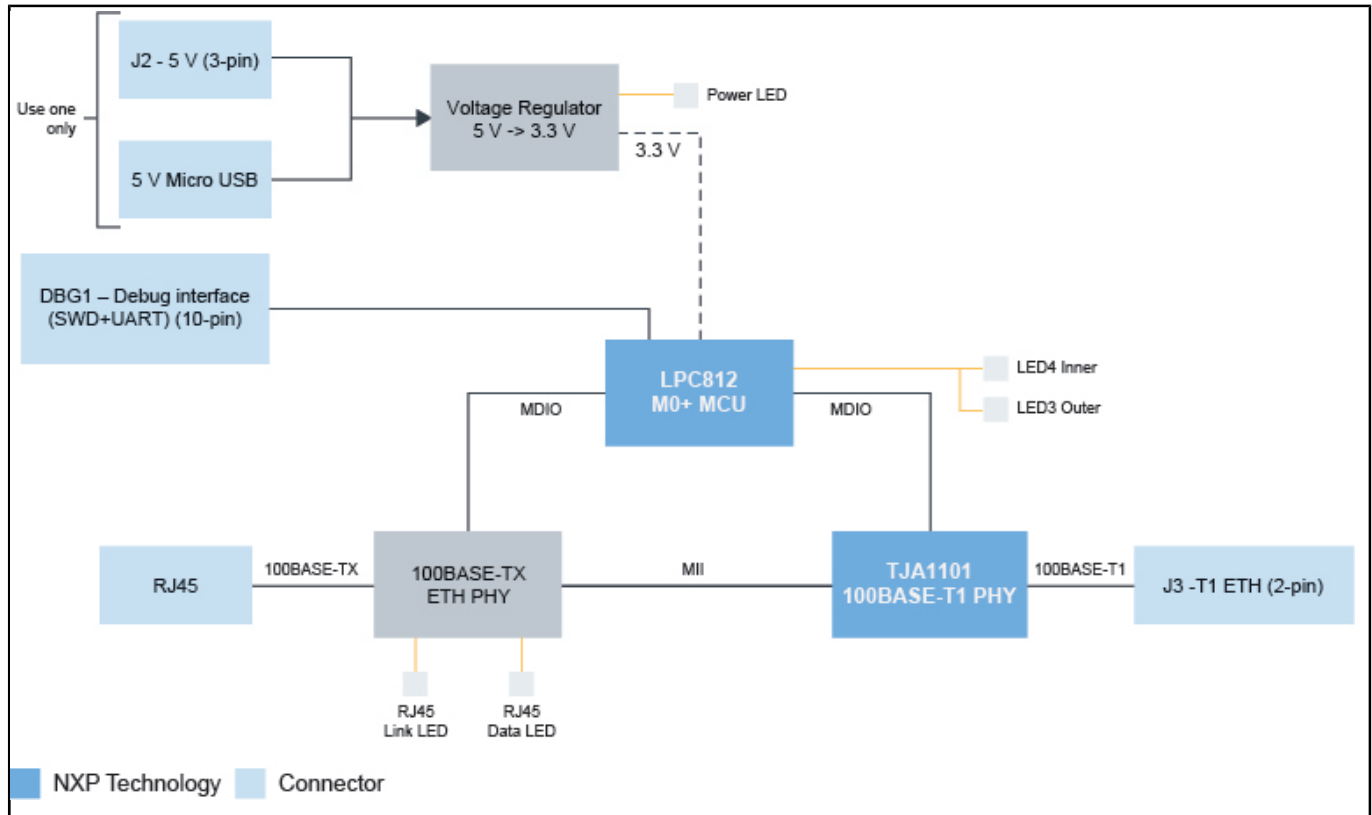 J2 - 5 V (3-pin)
Use one
only
5 V Micro USB
Voltage Regulator
5 V -> 3.3 V
Power LED
3.3 V
DBG1 – Debug interface
(SWD+UART) (10-pin)
LPC812
M0+ MCU
LED4 Inner
LED3 Outer
MDIO
MDIO
RJ45
100BASE-TX
100BASE-TX
ETH PHY
MII
TJA1101
100BASE-T1 PHY
100BASE-T1
J3 -T1 ETH (2-pin)
RJ45
Link LED
RJ45
Data LED
NXP Technology
Connector